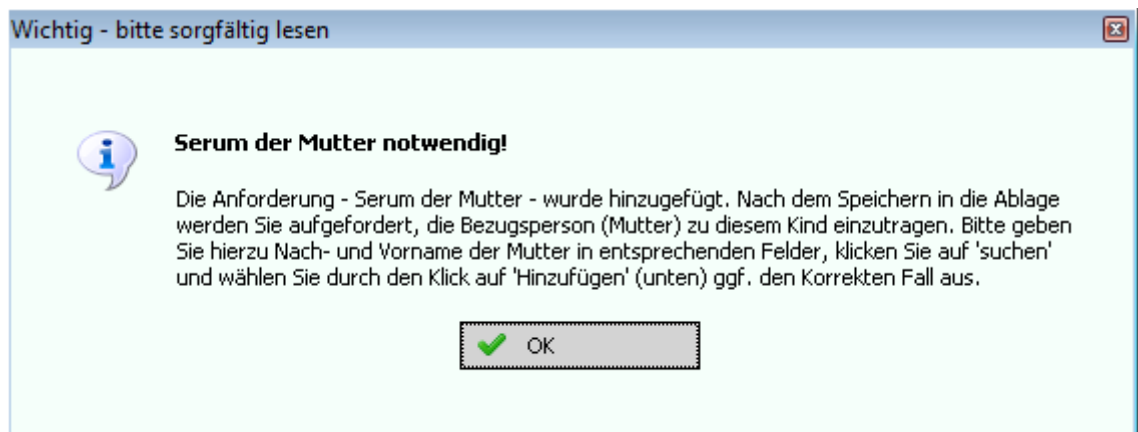 Wichtig - bitte sorgfältig lesen
Serum der Mutter notwendig!
Die Anforderung - Serum der Mutter - wurde hinzugefügt. Nach dem Speichern in die Ablage
werden Sie aufgefordert, die Bezugsperson (Mutter) zu diesem Kind einzutragen. Bitte geben
Sie hierzu Nach- und Vorname der Mutter in entsprechenden Felder, klicken Sie auf 'suchen'
und wählen Sie durch den Klick auf 'Hinzufügen' (unten) ggf. den Korrekten Fall aus.
OK